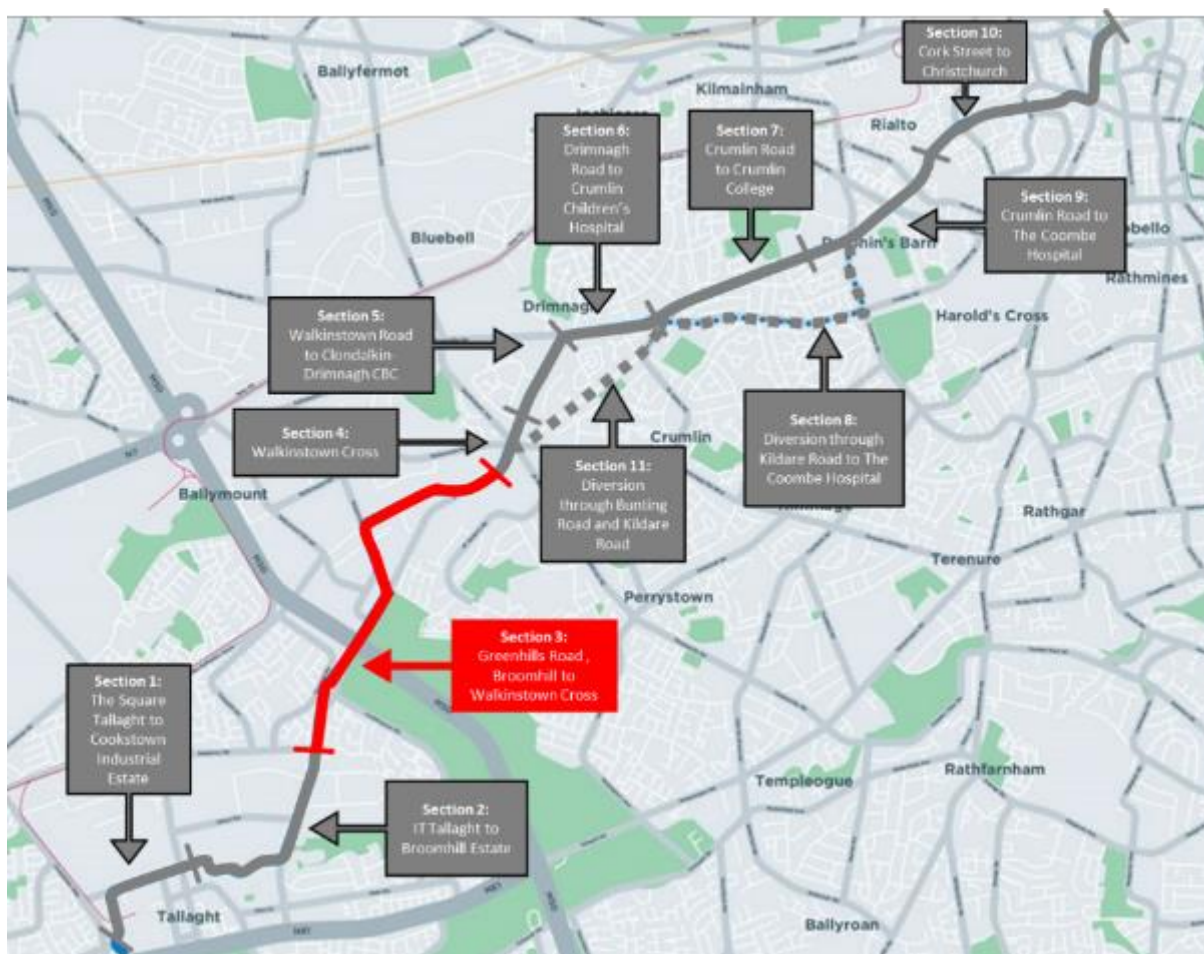 Section 10:
Cork Street to
Christchurch
Ballyfermot
Kilmainham
Rialto
Section 6:
Drimnagh
Road to
Crumlin
Children's
Hospital
Section 7:
Crumlin Road
to Crumlin
College
Section 9:
Crumlin Road to
The Coombe
Hospital
Bluebell
Rathmines
Harold's Cross
Section 5:
Walkinstown Road
to Clondalkin-
Drimnagh CBC
Section 4:
Walkinstown Cross
Crumlin
Section 8:
Diversion through
Kildare Road to The
Coombe Hospital
Section 11:
Diversion
through Bunting
Road and Kildare
Road
Ballymount
Rathgar
Terenure
Perrystown
Section 3:
Greenhills Road ,
Broomhill to
Walkinstown Cross
Section 1:
The Square
Tallaght to
Cookstown
Industrial
Estate
Templeogue
Rathfarnham
Section 2:
IT Tallaght to
Broomhill Estate
Tallaght
Ballyroan